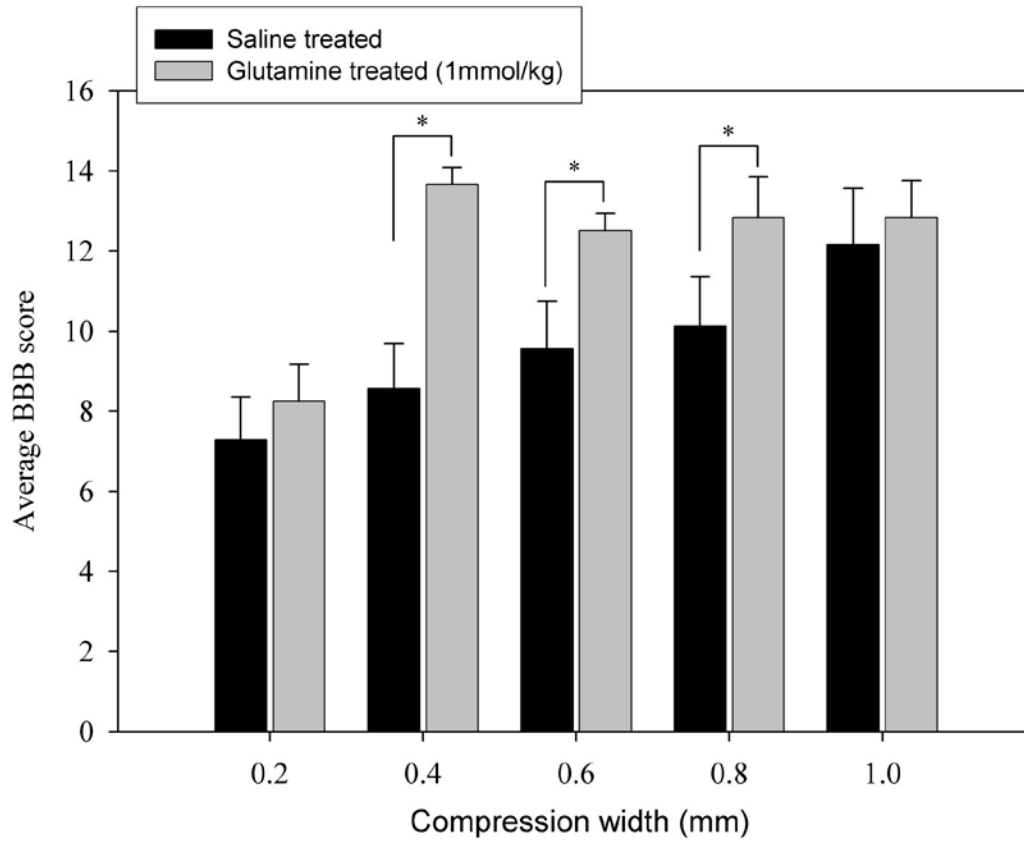 Saline treated
Glutamine treated (1mmol/kg)
16
14
12
10
8
6
4
2
0
*
*
*
Average BBB score
0.2 0.4 0.6 0.8 1.0
Compression width (mm)